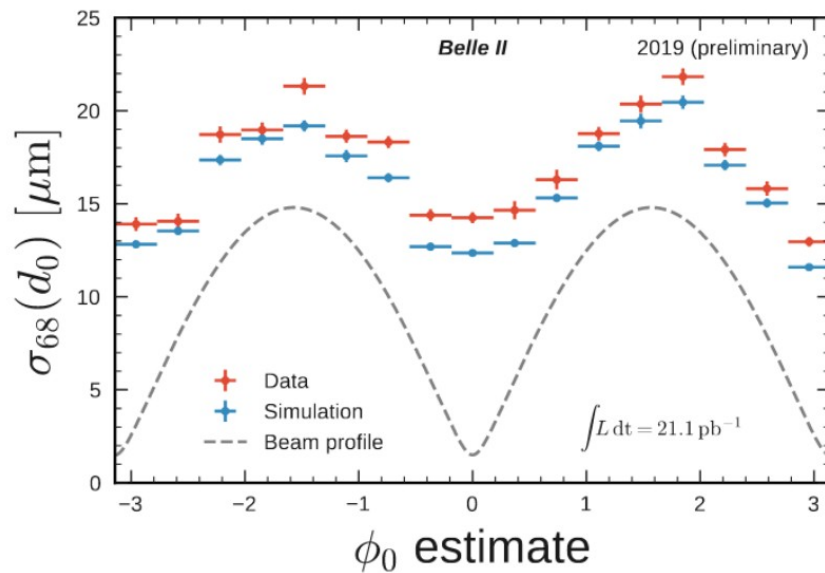 25
20
15
10
5
0
σ₆₈(d₀) [μm]
Belle II
2019 (preliminary)
Data
Simulation
Beam profile
∫L dt = 21.1 pb⁻¹
−3 −2 −1 0 1 2 3
ϕ₀ estimate